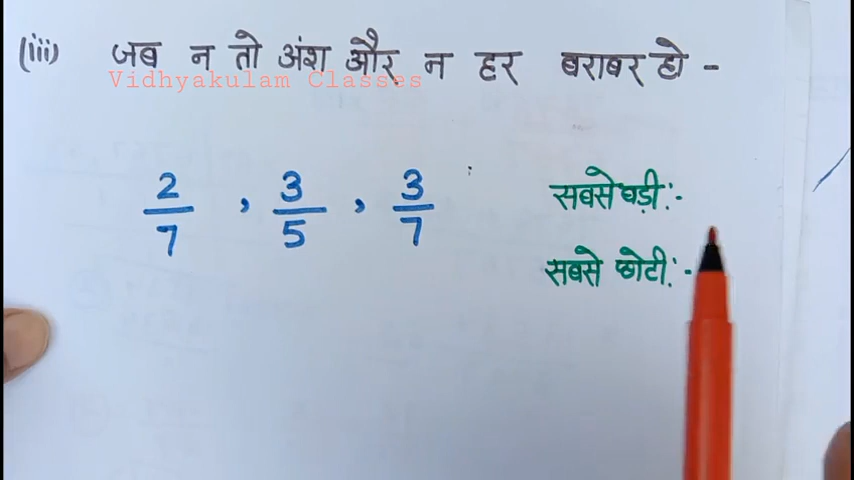 (iii) जब न तो अंश और न हर बराबर हो -
Vidhyakulam Classes
2/7 , 3/5 , 3/7
सबसे बड़ी :-
सबसे छोटी :-